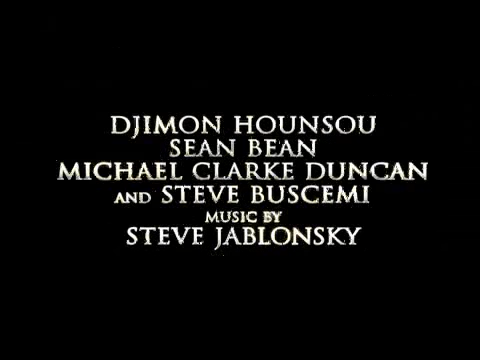 DJIMON HOUNSOU
SEAN BEAN
MICHAEL CLARKE DUNCAN
AND STEVE BUSCEMI
MUSIC BY
STEVE JABLONSKY